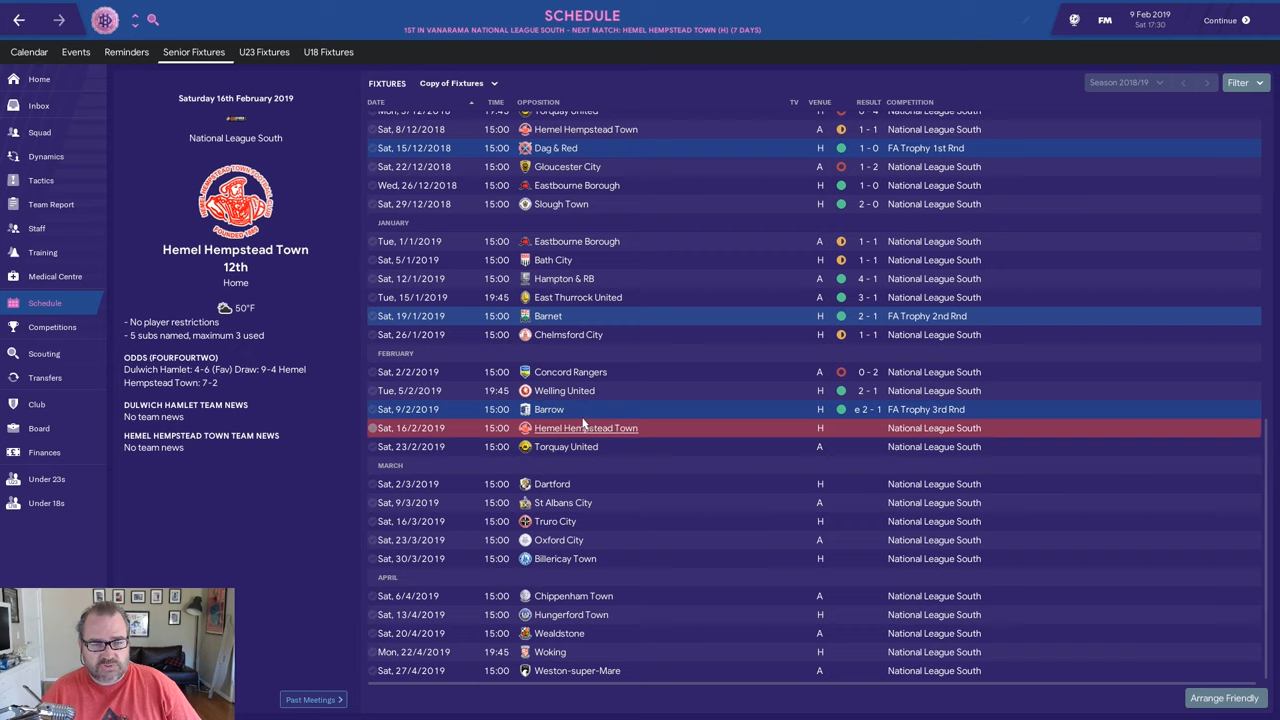 SCHEDULE
1ST IN VANARAMA NATIONAL LEAGUE SOUTH - NEXT MATCH: HEMEL HEMPSTEAD TOWN (H) (7 DAYS)
FM
9 Feb 2019
Sat 17:30
Continue
Calendar Events Reminders Senior Fixtures U23 Fixtures U18 Fixtures
Home
Inbox
Squad
Dynamics
Tactics
Team Report
Staff
Training
Medical Centre
Schedule
Competitions
Scouting
Transfers
Club
Board
Finances
Under 23s
Under 18s
Saturday 16th February 2019
National League South
Hemel Hempstead Town
12th
Home
50°F
- No player restrictions
- 5 subs named, maximum 3 used
ODDS (FOURFOURTWO)
Dulwich Hamlet: 4-6 (Fav) Draw: 9-4 Hemel
Hempstead Town: 7-2
DULWICH HAMLET TEAM NEWS
No team news
HEMEL HEMPSTEAD TOWN TEAM NEWS
No team news
Past Meetings
FIXTURES Copy of Fixtures
Season 2018/19
Filter
DATE TIME OPPOSITION TV VENUE RESULT COMPETITION
Mon, 3/12/2018 19:45 Torquay United H 0 - 4 National League South
Sat, 8/12/2018 15:00 Hemel Hempstead Town A 1 - 1 National League South
Sat, 15/12/2018 15:00 Dag & Red H 1 - 0 FA Trophy 1st Rnd
Sat, 22/12/2018 15:00 Gloucester City A 1 - 2 National League South
Wed, 26/12/2018 15:00 Eastbourne Borough H 1 - 0 National League South
Sat, 29/12/2018 15:00 Slough Town H 2 - 0 National League South
JANUARY
Tue, 1/1/2019 15:00 Eastbourne Borough A 1 - 1 National League South
Sat, 5/1/2019 15:00 Bath City H 1 - 1 National League South
Sat, 12/1/2019 15:00 Hampton & RB A 4 - 1 National League South
Tue, 15/1/2019 19:45 East Thurrock United A 3 - 1 National League South
Sat, 19/1/2019 15:00 Barnet H 2 - 1 FA Trophy 2nd Rnd
Sat, 26/1/2019 15:00 Chelmsford City H 1 - 1 National League South
FEBRUARY
Sat, 2/2/2019 15:00 Concord Rangers A 0 - 2 National League South
Tue, 5/2/2019 19:45 Welling United H 2 - 1 National League South
Sat, 9/2/2019 15:00 Barrow H e 2 - 1 FA Trophy 3rd Rnd
Sat, 16/2/2019 15:00 Hemel Hempstead Town H National League South
Sat, 23/2/2019 15:00 Torquay United A National League South
MARCH
Sat, 2/3/2019 15:00 Dartford H National League South
Sat, 9/3/2019 15:00 St Albans City A National League South
Sat, 16/3/2019 15:00 Truro City H National League South
Sat, 23/3/2019 15:00 Oxford City A National League South
Sat, 30/3/2019 15:00 Billericay Town H National League South
APRIL
Sat, 6/4/2019 15:00 Chippenham Town A National League South
Sat, 13/4/2019 15:00 Hungerford Town H National League South
Sat, 20/4/2019 15:00 Wealdstone A National League South
Mon, 22/4/2019 19:45 Woking H National League South
Sat, 27/4/2019 15:00 Weston-super-Mare A National League South
Arrange Friendly